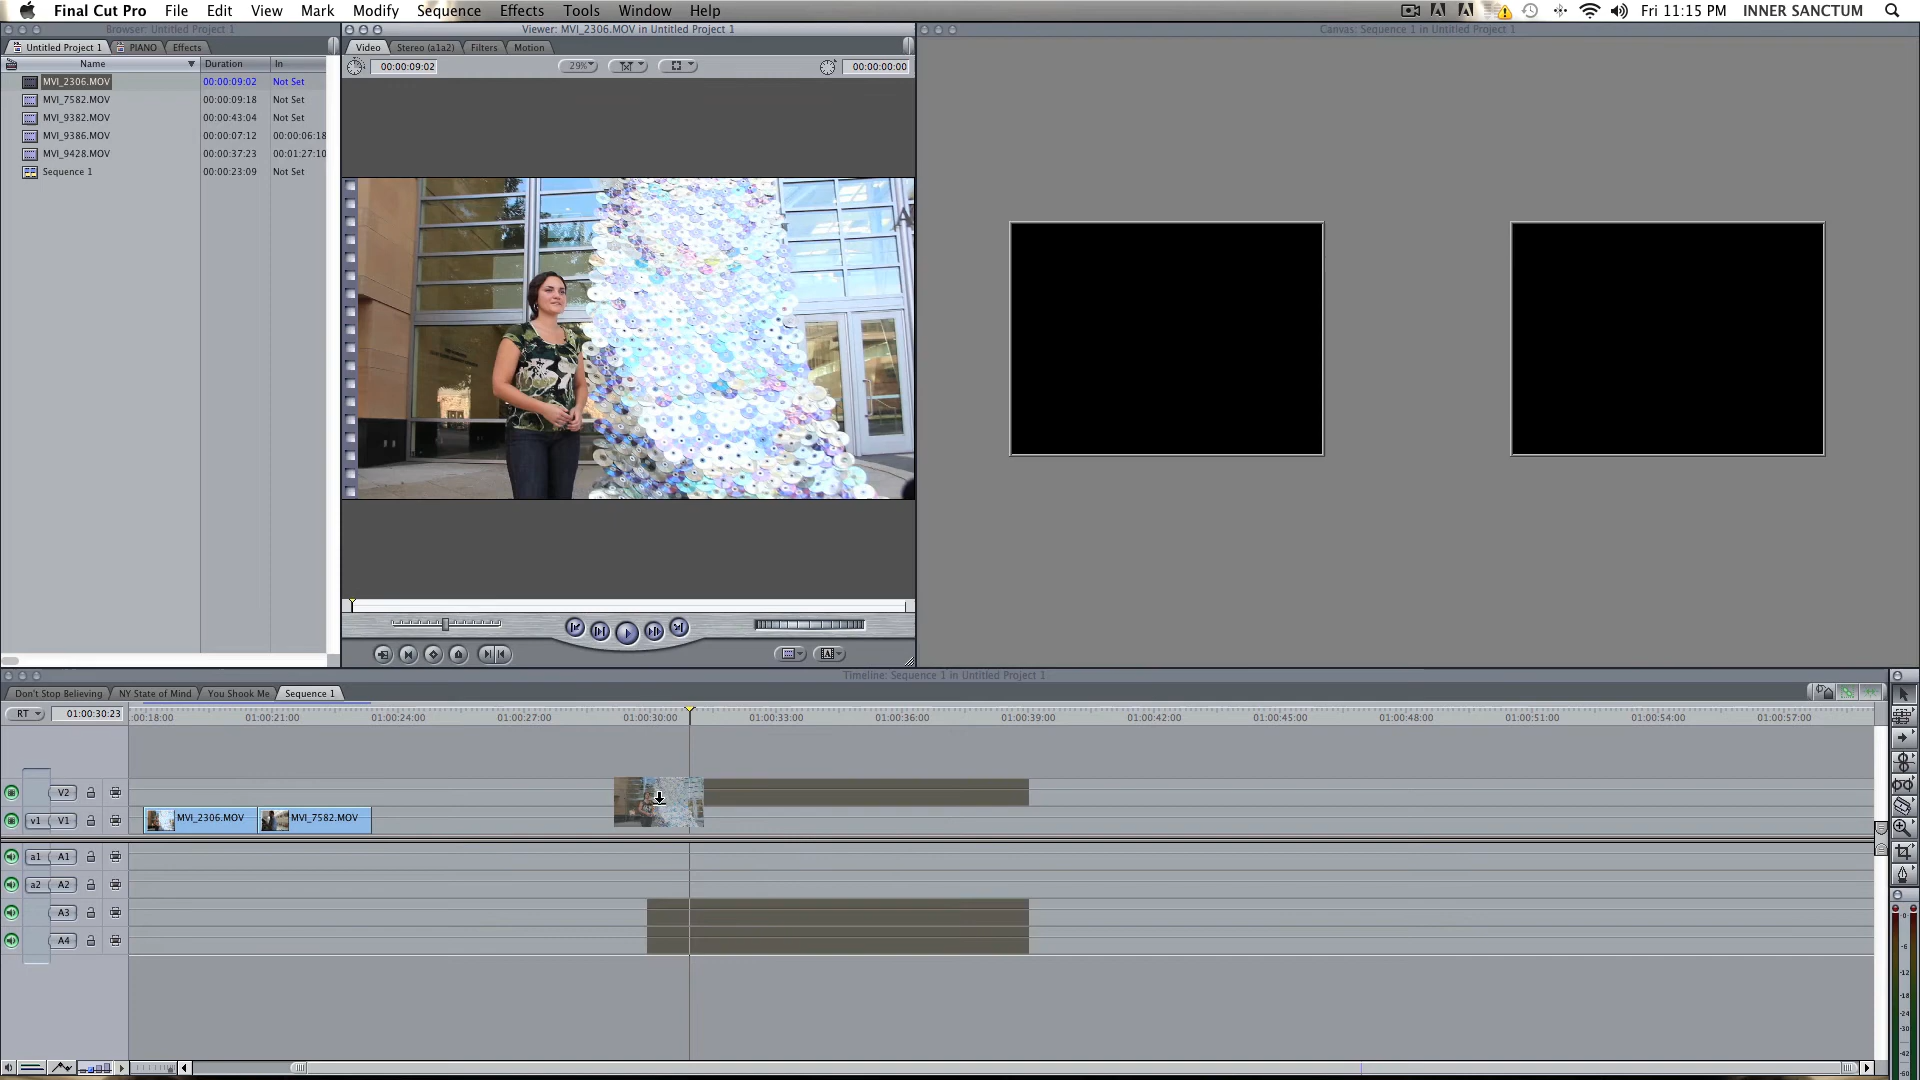 Final Cut Pro File Edit View Mark Modify Sequence Effects Tools Window Help Fri 11:15 PM INNER SANCTUM
Browser: Untitled Project 1
Untitled Project 1 PIANO Effects
Name Duration In
MVI_2306.MOV 00:00:09:02 Not Set
MVI_7582.MOV 00:00:09:18 Not Set
MVI_9382.MOV 00:00:43:04 Not Set
MVI_9386.MOV 00:00:07:12 00:00:06:18
MVI_9428.MOV 00:00:37:23 00:01:27:10
Sequence 1 00:00:23:09 Not Set
Viewer: MVI_2306.MOV in Untitled Project 1
Video Stereo (a1a2) Filters Motion
00:00:09:02 29% 00:00:00:00
A
Canvas: Sequence 1 in Untitled Project 1
Timeline: Sequence 1 in Untitled Project 1
Don't Stop Believing NY State of Mind You Shook Me Sequence 1
RT 01:00:30:23 :00:18:00 01:00:21:00 01:00:24:00 01:00:27:00 01:00:30:00 01:00:33:00 01:00:36:00 01:00:39:00 01:00:42:00 01:00:45:00 01:00:48:00 01:00:51:00 01:00:54:00 01:00:57:00
V2
v1 V1 MVI_2306.MOV MVI_7582.MOV
a1 A1
a2 A2
A3
A4
-0
-6
-12
-18
-24
-30
-42
-60